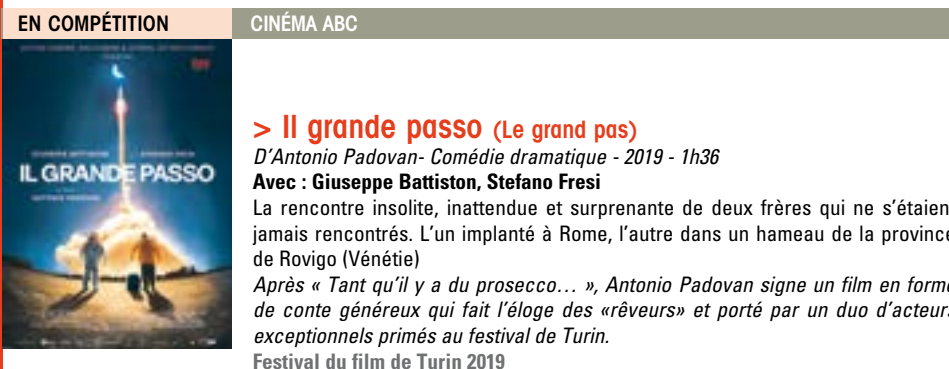 EN COMPÉTITION
CINÉMA ABC
IL GRANDE PASSO
> Il grande passo (Le grand pas)
D’Antonio Padovan- Comédie dramatique - 2019 - 1h36
Avec : Giuseppe Battiston, Stefano Fresi
La rencontre insolite, inattendue et surprenante de deux frères qui ne s’étaien
jamais rencontrés. L’un implanté à Rome, l’autre dans un hameau de la province
de Rovigo (Vénétie)
Après « Tant qu’il y a du prosecco… », Antonio Padovan signe un film en forme
de conte généreux qui fait l’éloge des «rêveurs» et porté par un duo d’acteurs
exceptionnels primés au festival de Turin.
Festival du film de Turin 2019